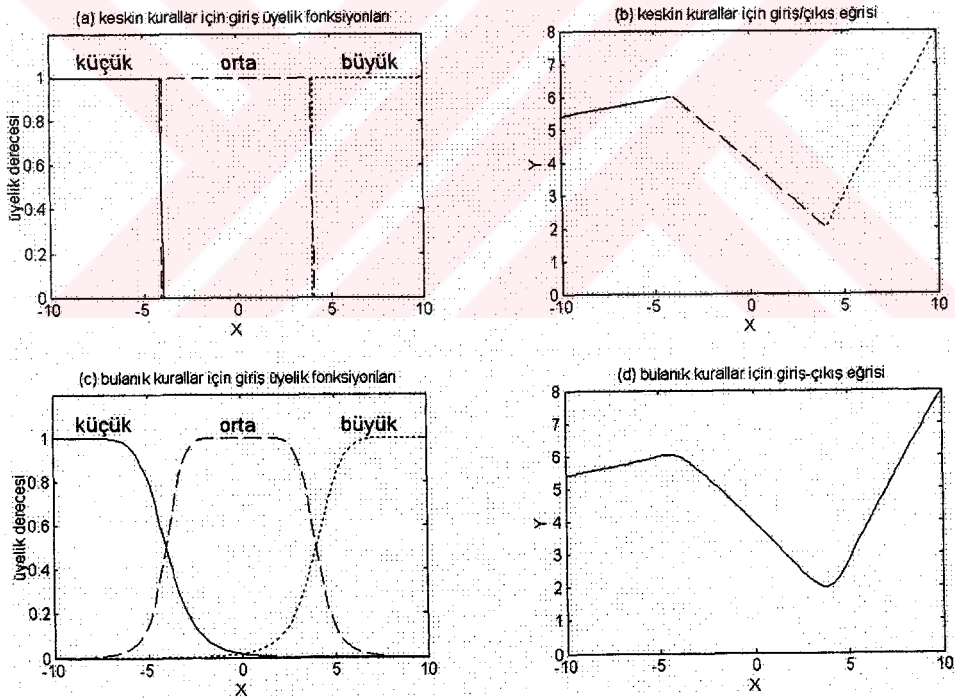 (a) keskin kurallar için giriş üyelik fonksiyonları
küçük orta büyük
1
0.8
0.6
0.4
0.2
0
üyelik derecesi
-10 -5 0 5 10
X
(b) keskin kurallar için giriş/çıkıs eğrisi
8
7
6
5
4
3
2
1
0
Y
-10 -5 0 5 10
X
(c) bulanık kurallar için giriş üyelik fonksiyonları
küçük orta büyük
1
0.8
0.6
0.4
0.2
0
üyelik derecesi
-10 -5 0 5 10
X
(d) bulanık kurallar için giriş-çıkış eğrisi
8
7
6
5
4
3
2
1
0
Y
-10 -5 0 5 10
X